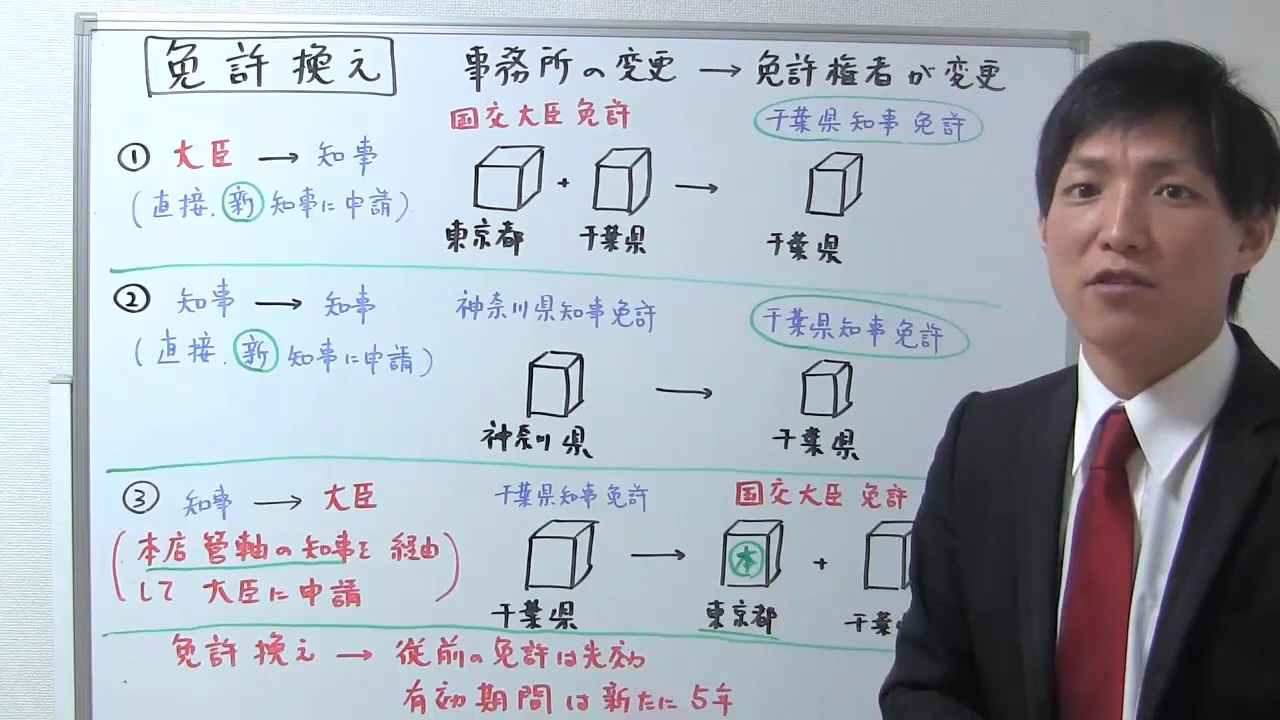 免許換え
事務所の変更 → 免許権者が変更
国交大臣免許
千葉県知事免許
① 大臣 → 知事
(直接、新知事に申請)
+ →
東京都 千葉県 千葉県
② 知事 → 知事
神奈川県知事免許
千葉県知事免許
(直接、新知事に申請)
→
神奈川県 千葉県
③ 知事 → 大臣
千葉県知事免許
国交大臣免許
(本店管軸の知事を経由
して 大臣に申請)
→ 本 +
千葉県 東京都 千葉
免許換え → 従前の免許は失効
有効期間は新たに5年